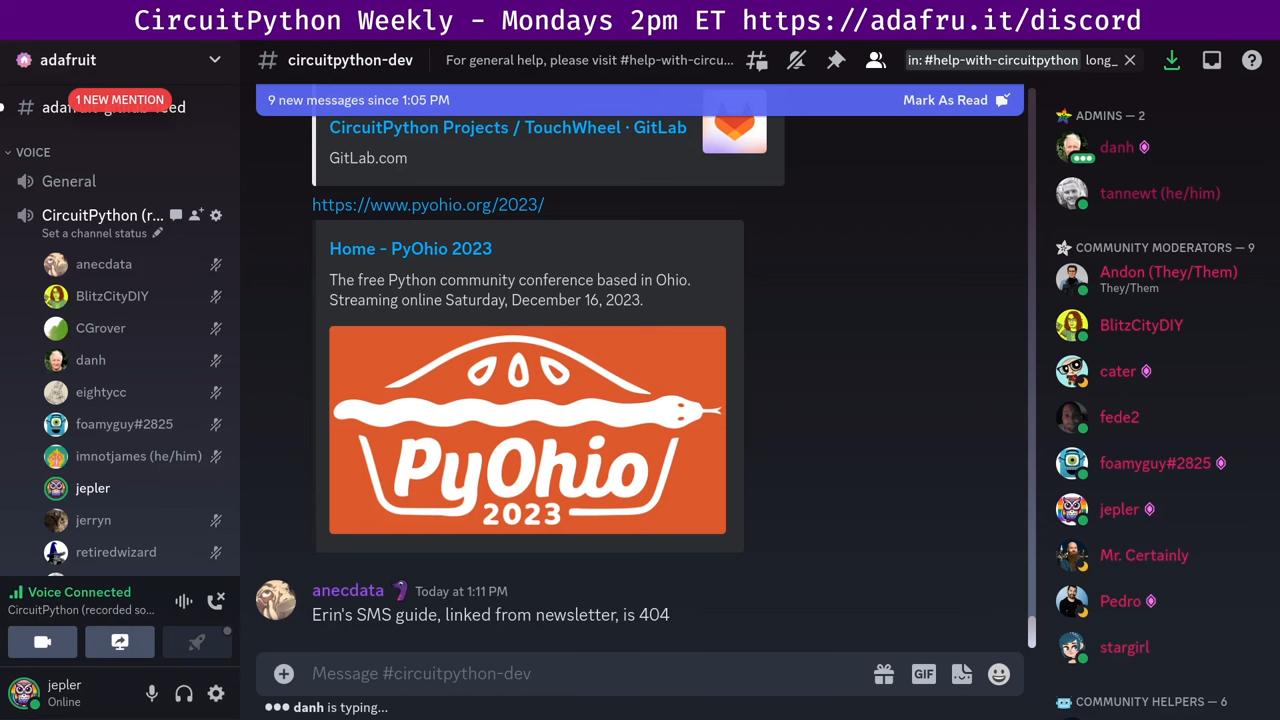 CircuitPython Weekly - Mondays 2pm ET https://adafru.it/discord
adafruit
1 NEW MENTION
VOICE
General
CircuitPython (r...
Set a channel status
anecdata
BlitzCityDIY
CGrover
danh
eightycc
foamyguy#2825
imnotjames (he/him)
jepler
jerryn
retiredwizard
Voice Connected
CircuitPython (recorded so...
jepler
Online
circuitpython-dev
For general help, please visit #help-with-circu...
in: #help-with-circuitpython long_
9 new messages since 1:05 PM
Mark As Read
CircuitPython Projects / TouchWheel · GitLab
GitLab.com
https://www.pyohio.org/2023/
Home - PyOhio 2023
The free Python community conference based in Ohio.
Streaming online Saturday, December 16, 2023.
PyOhio
2023
anecdata Today at 1:11 PM
Erin's SMS guide, linked from newsletter, is 404
Message #circuitpython-dev
GIF
danh is typing...
ADMINS — 2
danh
tannewt (he/him)
COMMUNITY MODERATORS — 9
Andon (They/Them)
They/Them
BlitzCityDIY
cater
fede2
foamyguy#2825
jepler
Mr. Certainly
Pedro
stargirl
COMMUNITY HELPERS — 6